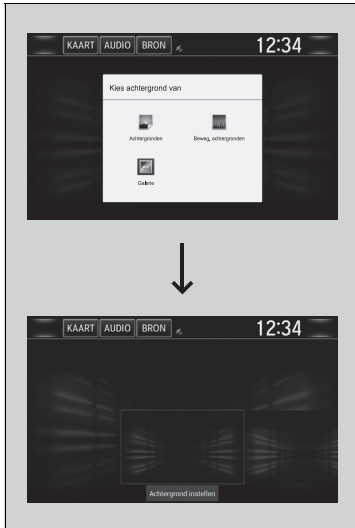 KAART AUDIO BRON 12:34
Kies achtergrond van
Achtergronden Beweg, achtergronden
Galerie
KAART AUDIO BRON 12:34
Achtergrond instellen